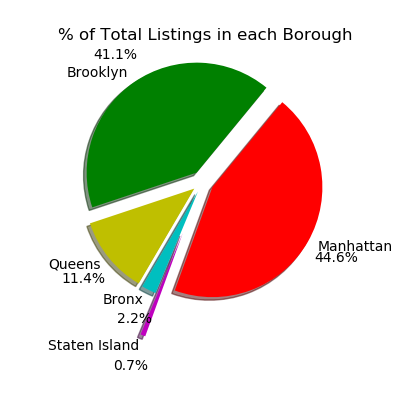 % of Total Listings in each Borough
41.1%
Brooklyn
Manhattan
44.6%
Queens
11.4%
Bronx
2.2%
Staten Island
0.7%